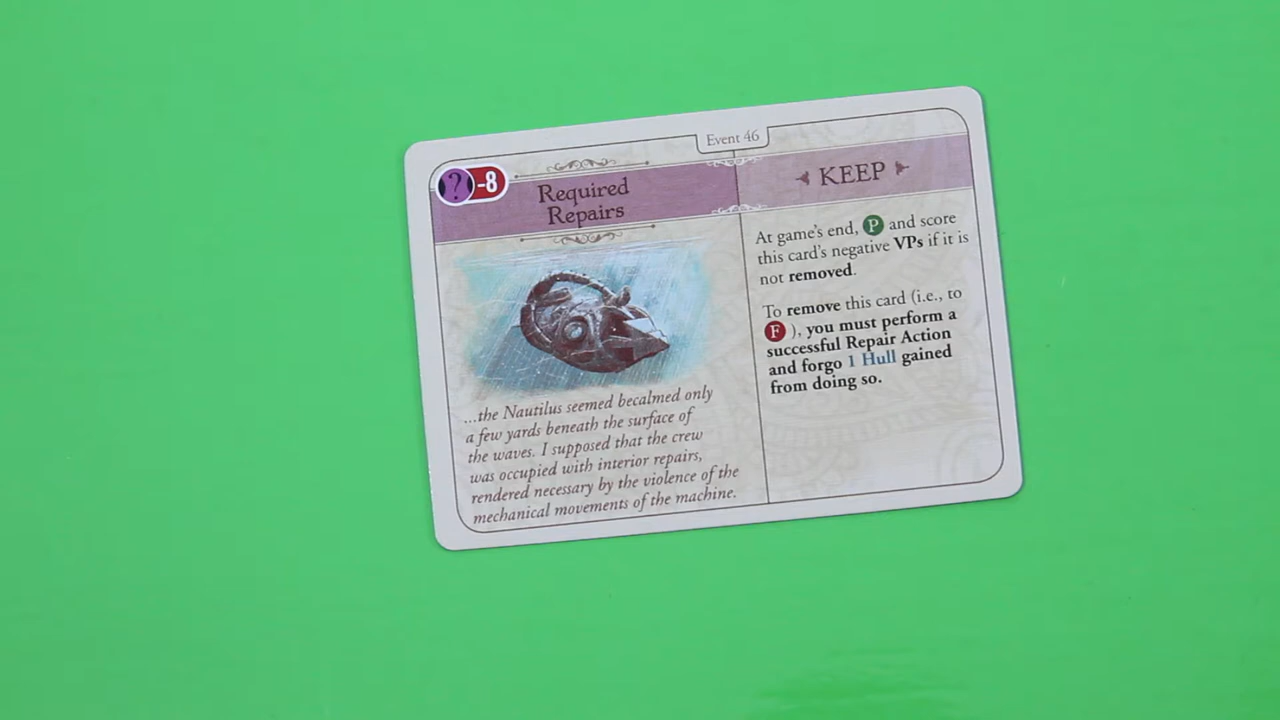 Event 46
? -8
Required
Repairs
...the Nautilus seemed becalmed only
a few yards beneath the surface of
the waves. I supposed that the crew
was occupied with interior repairs,
rendered necessary by the violence of the
mechanical movements of the machine.
KEEP
At game's end, P and score
this card's negative VPs if it is
not removed.
To remove this card (i.e., to
F ), you must perform a
successful Repair Action
and forgo 1 Hull gained
from doing so.